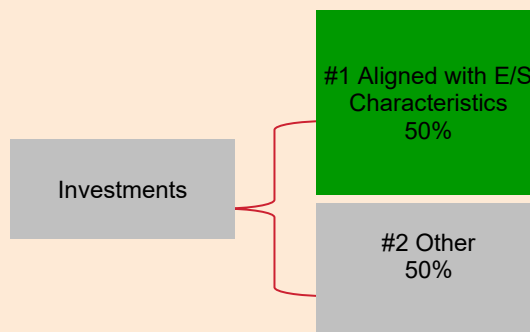 #1 Aligned with E/S
Characteristics
50%
Investments
#2 Other
50%